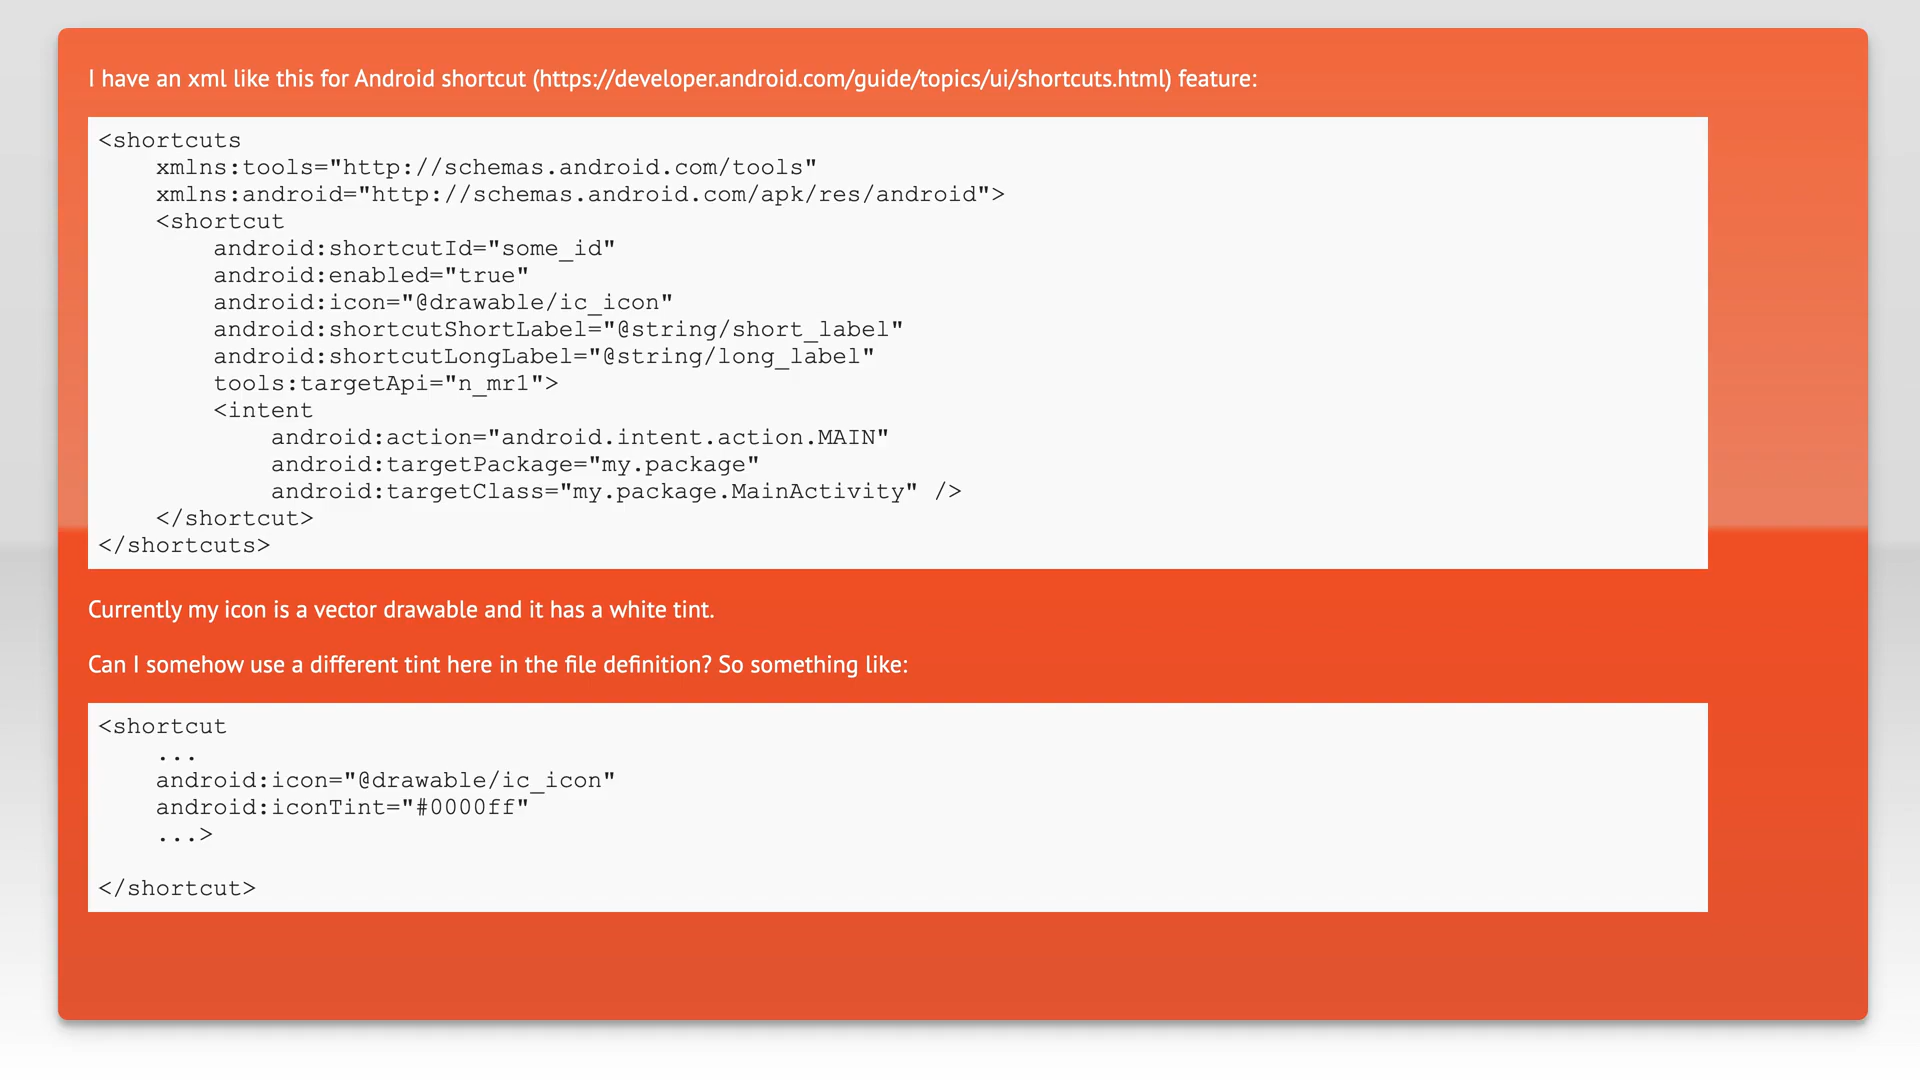 I have an xml like this for Android shortcut (https://developer.android.com/guide/topics/ui/shortcuts.html) feature:
<shortcuts
    xmlns:tools="http://schemas.android.com/tools"
    xmlns:android="http://schemas.android.com/apk/res/android">
    <shortcut
        android:shortcutId="some_id"
        android:enabled="true"
        android:icon="@drawable/ic_icon"
        android:shortcutShortLabel="@string/short_label"
        android:shortcutLongLabel="@string/long_label"
        tools:targetApi="n_mr1">
        <intent
            android:action="android.intent.action.MAIN"
            android:targetPackage="my.package"
            android:targetClass="my.package.MainActivity" />
    </shortcut>
</shortcuts>
Currently my icon is a vector drawable and it has a white tint.
Can I somehow use a different tint here in the file definition? So something like:
<shortcut
    ...
    android:icon="@drawable/ic_icon"
    android:iconTint="#0000ff"
    ...>
</shortcut>